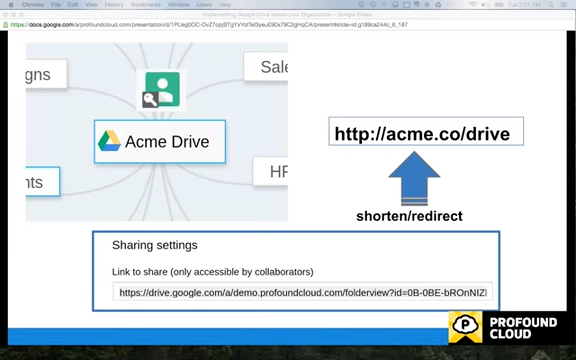 Chrome File Edit View History Bookmarks Window Users Help
Implementing Google Drive across your Organisation - Google Slides
igns
Sale
Acme Drive
nts
HR
http://acme.co/drive
shorten/redirect
Sharing settings
Link to share (only accessible by collaborators)
https://drive.google.com/a/demo.profoundcloud.com/folderview?id=0B-0BE-bROnNIZ
PROFOUND
CLOUD